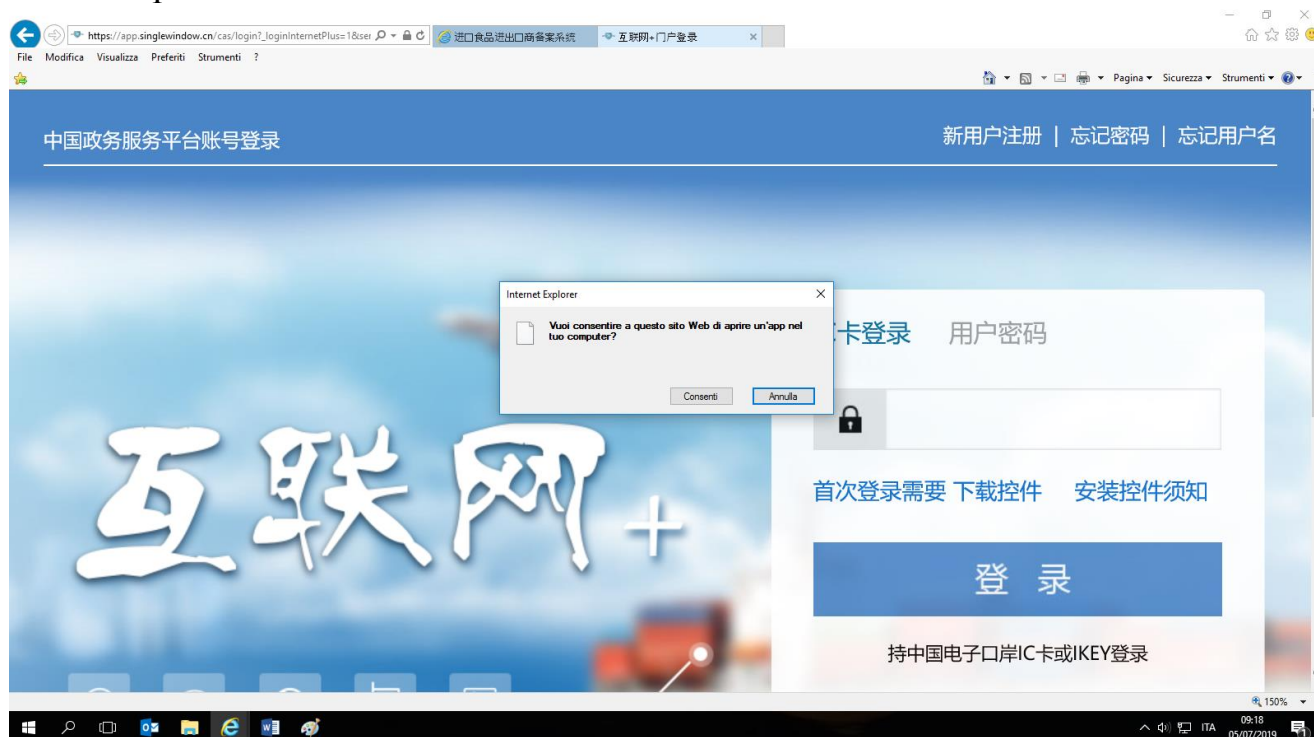 https://app.singlewindow.cn/cas/login?_loginInternetPlus=1&ser
进口食品进出口商备案系统
互联网+门户登录
File Modifica Visualizza Preferiti Strumenti ?
Pagina Sicurezza Strumenti
中国政务服务平台账号登录
新用户注册 | 忘记密码 | 忘记用户名
Internet Explorer
Vuoi consentire a questo sito Web di aprire un'app nel
tuo computer?
Consenti Annulla
卡登录 用户密码
首次登录需要 下载控件 安装控件须知
互联网+
登 录
持中国电子口岸IC卡或IKEY登录
150%
ITA
09:18
05/07/2019